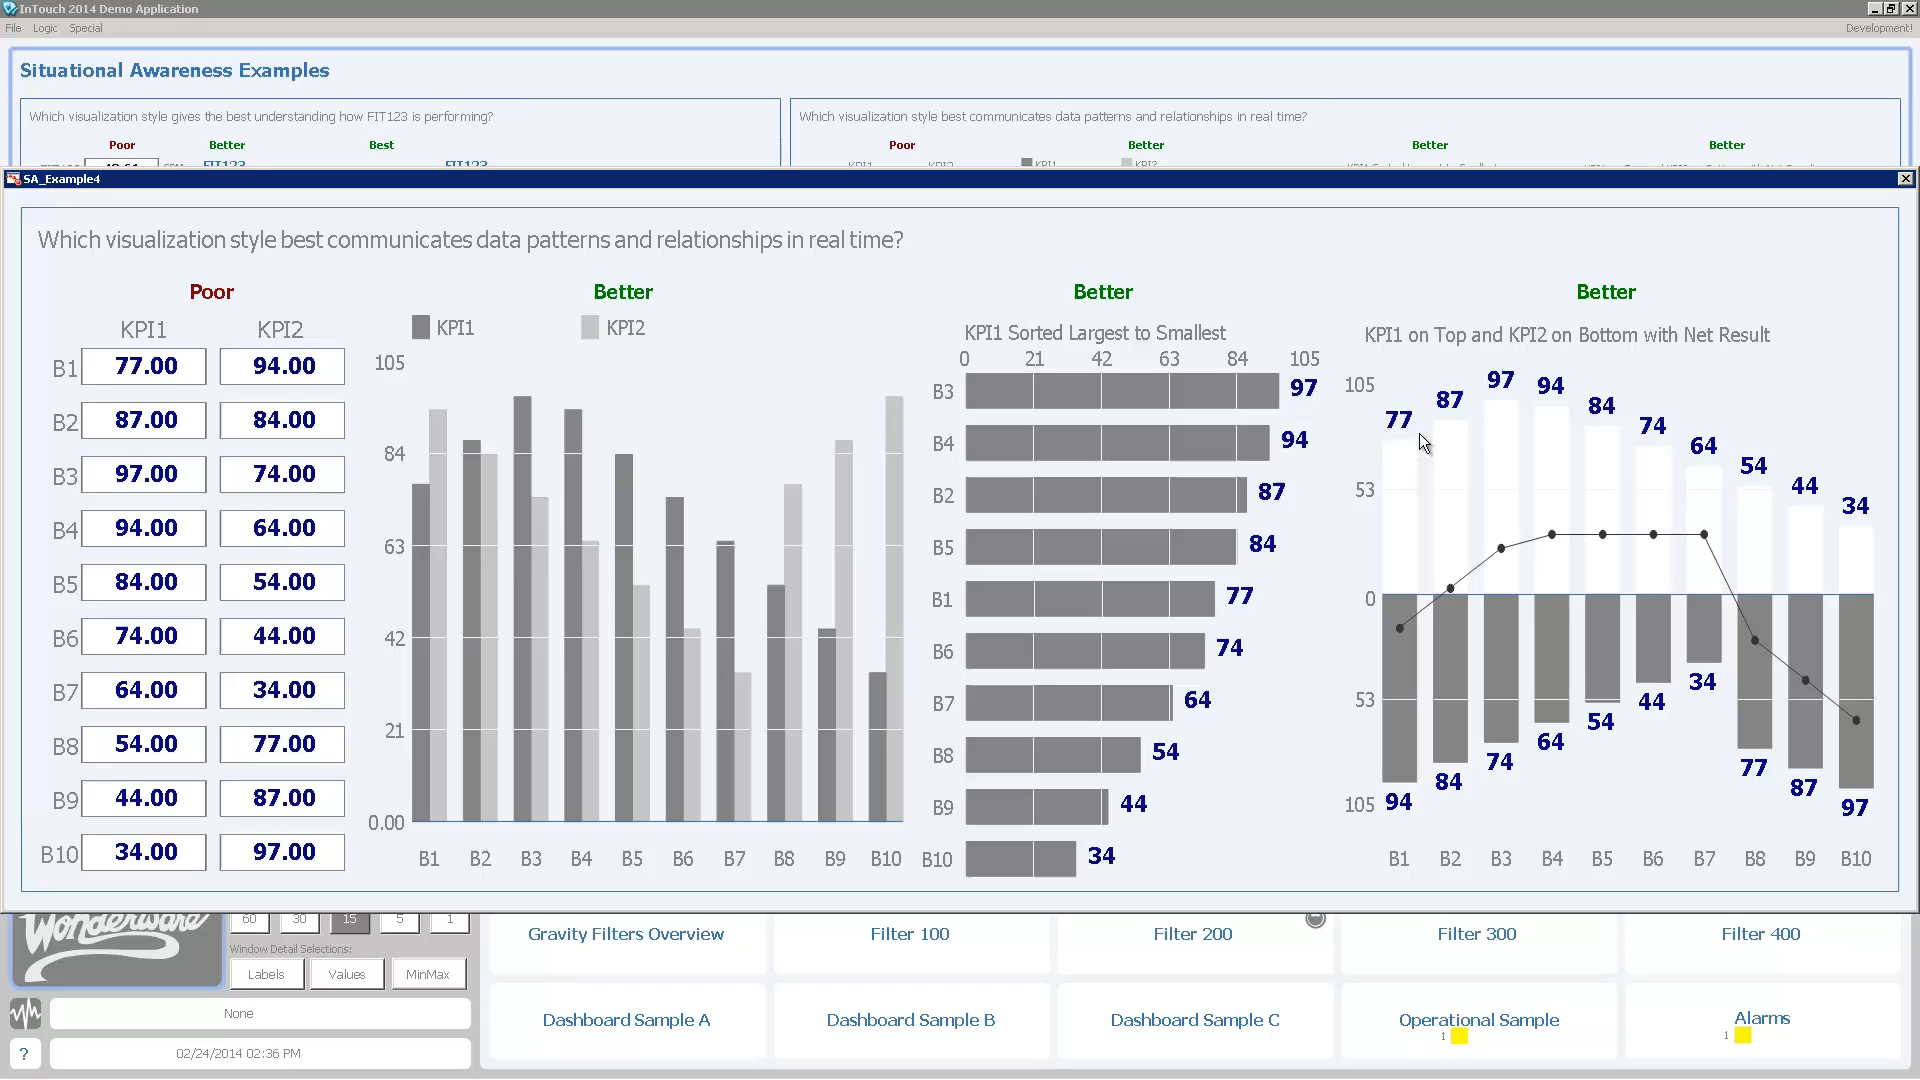 InTouch 2014 Demo Application
File Logic Special Development!
Situational Awareness Examples
Which visualization style gives the best understanding how FIT123 is performing?
Poor Better Best
Which visualization style best communicates data patterns and relationships in real time?
Poor Better Better Better
SA_Example4
Which visualization style best communicates data patterns and relationships in real time?
Poor
KPI1 KPI2
B1 77.00 94.00
B2 87.00 84.00
B3 97.00 74.00
B4 94.00 64.00
B5 84.00 54.00
B6 74.00 44.00
B7 64.00 34.00
B8 54.00 77.00
B9 44.00 87.00
B10 34.00 97.00
Better
KPI1 KPI2
105
84
63
42
21
0.00
B1 B2 B3 B4 B5 B6 B7 B8 B9 B10
Better
KPI1 Sorted Largest to Smallest
0 21 42 63 84 105
B3 97
B4 94
B2 87
B5 84
B1 77
B6 74
B7 64
B8 54
B9 44
B10 34
Better
KPI1 on Top and KPI2 on Bottom with Net Result
105
53
0
53
105
77 87 97 94 84 74 64 54 44 34
94 84 74 64 54 44 34 77 87 97
B1 B2 B3 B4 B5 B6 B7 B8 B9 B10
Wonderware
60 30 15 5 1
Window Detail Selections:
Labels Values MinMax
None
?
02/24/2014 02:36 PM
Gravity Filters Overview Filter 100 Filter 200 Filter 300 Filter 400
Dashboard Sample A Dashboard Sample B Dashboard Sample C Operational Sample Alarms
1 1